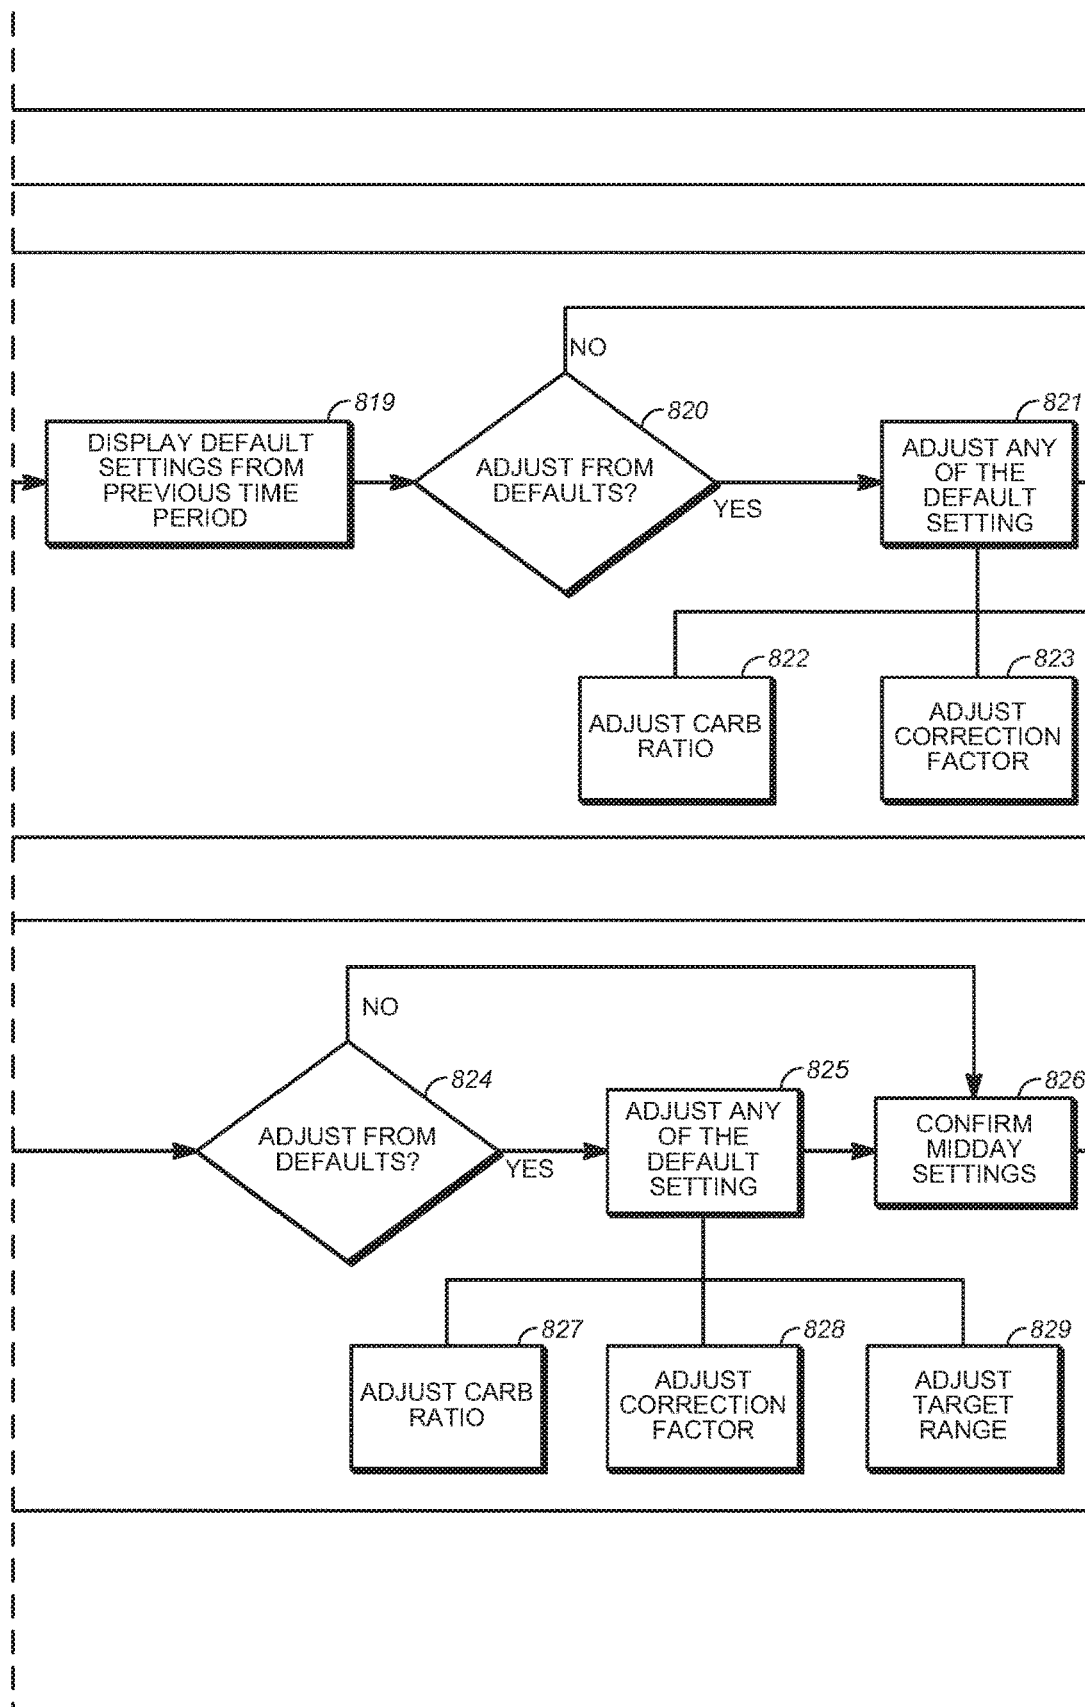 NO
819
DISPLAY DEFAULT
SETTINGS FROM
PREVIOUS TIME
PERIOD
820
ADJUST FROM
DEFAULTS?
YES
821
ADJUST ANY
OF THE
DEFAULT
SETTING
822
ADJUST CARB
RATIO
823
ADJUST
CORRECTION
FACTOR
NO
824
ADJUST FROM
DEFAULTS?
YES
825
ADJUST ANY
OF THE
DEFAULT
SETTING
826
CONFIRM
MIDDAY
SETTINGS
827
ADJUST CARB
RATIO
828
ADJUST
CORRECTION
FACTOR
829
ADJUST
TARGET
RANGE